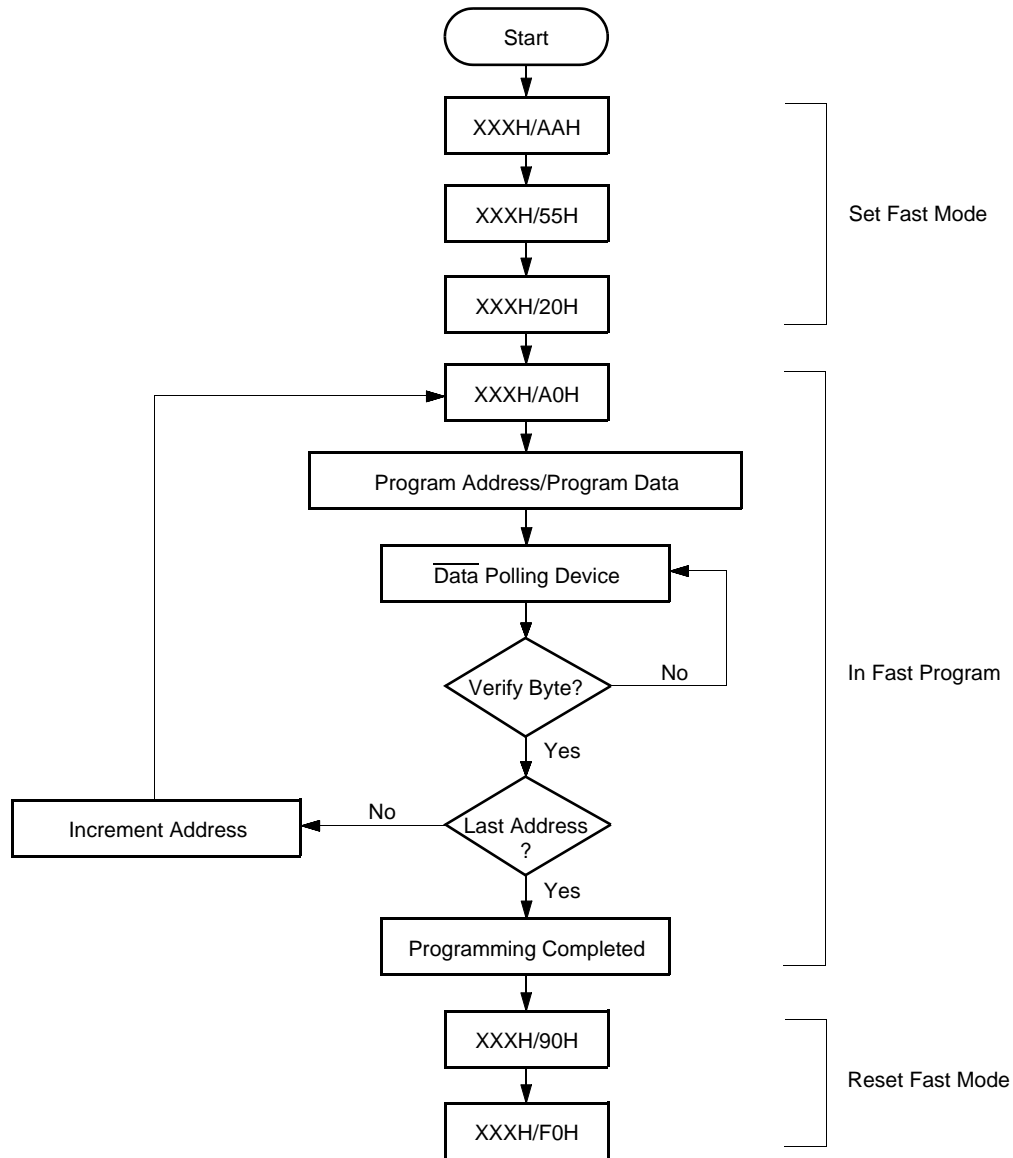 Start
XXXH/AAH
XXXH/55H
Set Fast Mode
XXXH/20H
XXXH/A0H
Program Address/Program Data
Data Polling Device
Verify Byte?
No
In Fast Program
Yes
Increment Address
No
Last Address
?
Yes
Programming Completed
XXXH/90H
Reset Fast Mode
XXXH/F0H